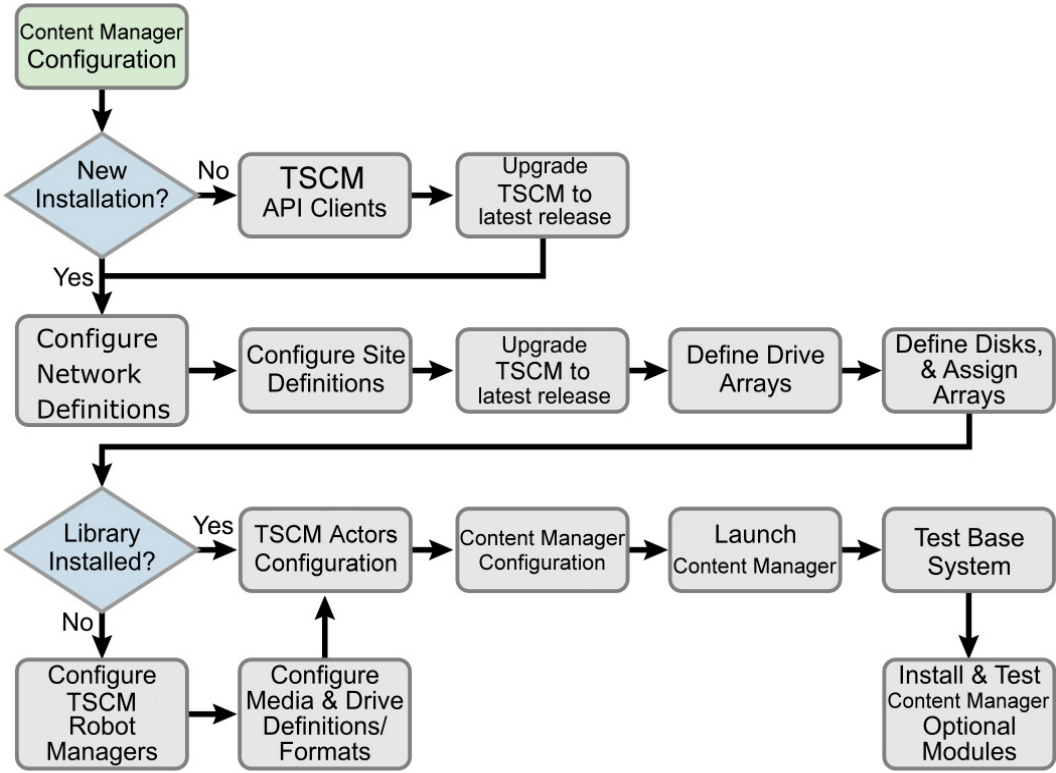 Content Manager
Configuration
New
Installation?
No
TSCM
API Clients
Upgrade
TSCM to
latest release
Yes
Configure
Network
Definitions
Configure Site
Definitions
Upgrade
TSCM to
latest release
Define Drive
Arrays
Define Disks,
& Assign
Arrays
Library
Installed?
Yes
TSCM Actors
Configuration
Content Manager
Configuration
Launch
Content Manager
Test Base
System
No
Configure
TSCM
Robot
Managers
Configure
Media & Drive
Definitions/
Formats
Install & Test
Content Manager
Optional
Modules